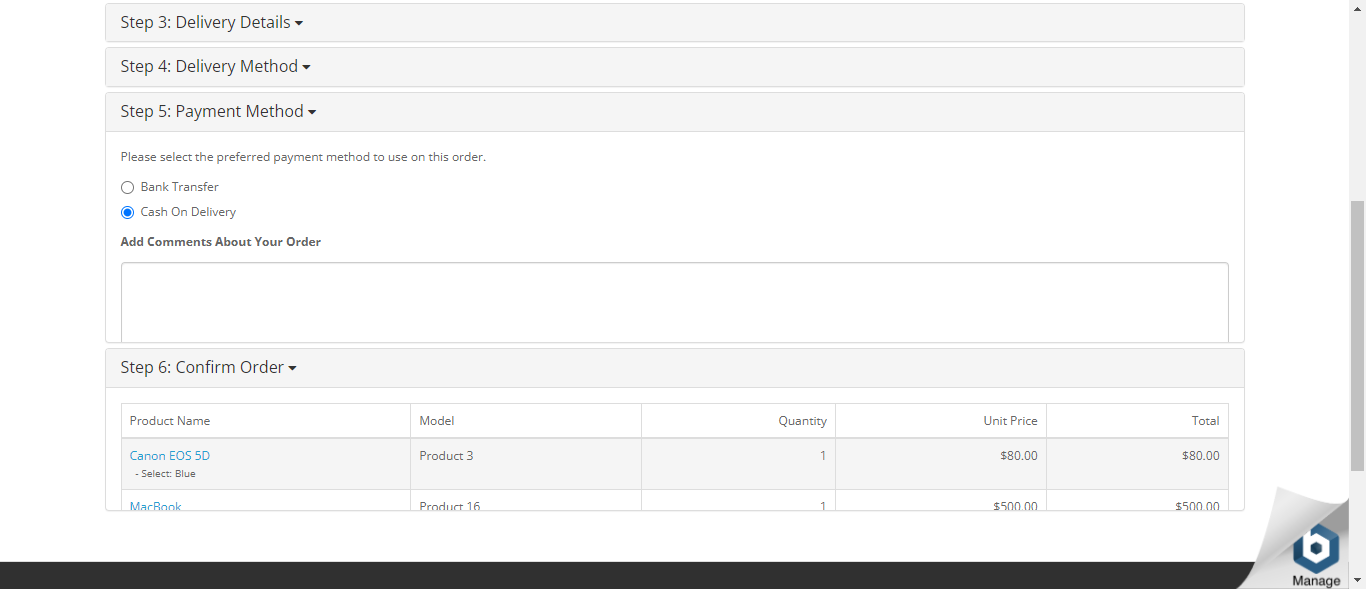 Step 3: Delivery Details
Step 4: Delivery Method
Step 5: Payment Method
Please select the preferred payment method to use on this order.
Bank Transfer
Cash On Delivery
Add Comments About Your Order
Step 6: Confirm Order
Product Name Model Quantity Unit Price Total
Canon EOS 5D Product 3 1 $80.00 $80.00
- Select: Blue
MacBook Product 16 1 $500.00 $500.00
Manage